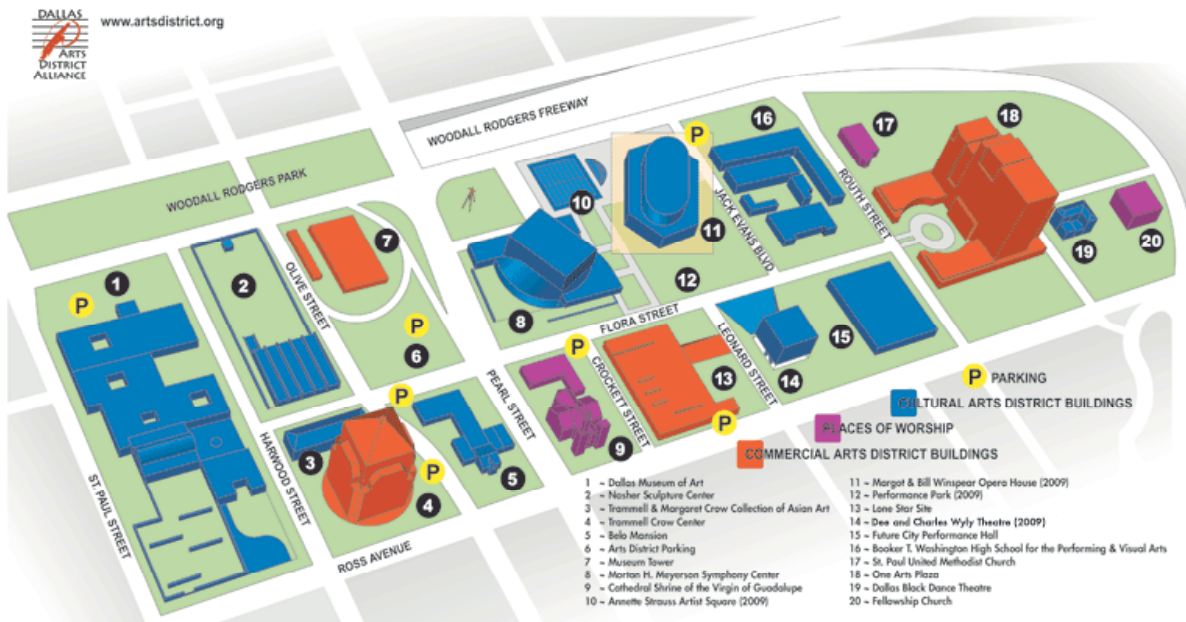 DALLAS
ARTS
DISTRICT
ALLIANCE
www.artsdistrict.org
WOODALL RODGERS FREEWAY
WOODALL RODGERS PARK
16
17
18
P
ROUTH STREET
10
7
11
JACK EVANS BLVD
19
20
1
P
2
OLIVE STREET
12
8
FLORA STREET
P
6
15
LEONARD STREET
14
P
CROCKETT STREET
13
PEARL STREET
P
P
9
P
5
3
4
HARWOOD STREET
ST. PAUL STREET
ROSS AVENUE
P PARKING
CULTURAL ARTS DISTRICT BUILDINGS
PLACES OF WORSHIP
COMMERCIAL ARTS DISTRICT BUILDINGS
1 ~ Dallas Museum of Art
2 ~ Nasher Sculpture Center
3 ~ Trammell & Margaret Crow Collection of Asian Art
4 ~ Trammell Crow Center
5 ~ Belo Mansion
6 ~ Arts District Parking
7 ~ Museum Tower
8 ~ Morton H. Meyerson Symphony Center
9 ~ Cathedral Shrine of the Virgin of Guadalupe
10 ~ Annette Strauss Artist Square (2009)
11 ~ Margot & Bill Winspear Opera House (2009)
12 ~ Performance Park (2009)
13 ~ Lone Star Site
14 ~ Dee and Charles Wyly Theatre (2009)
15 ~ Future City Performance Hall
16 ~ Booker T. Washington High School for the Performing & Visual Arts
17 ~ St. Paul United Methodist Church
18 ~ One Arts Plaza
19 ~ Dallas Black Dance Theatre
20 ~ Fellowship Church